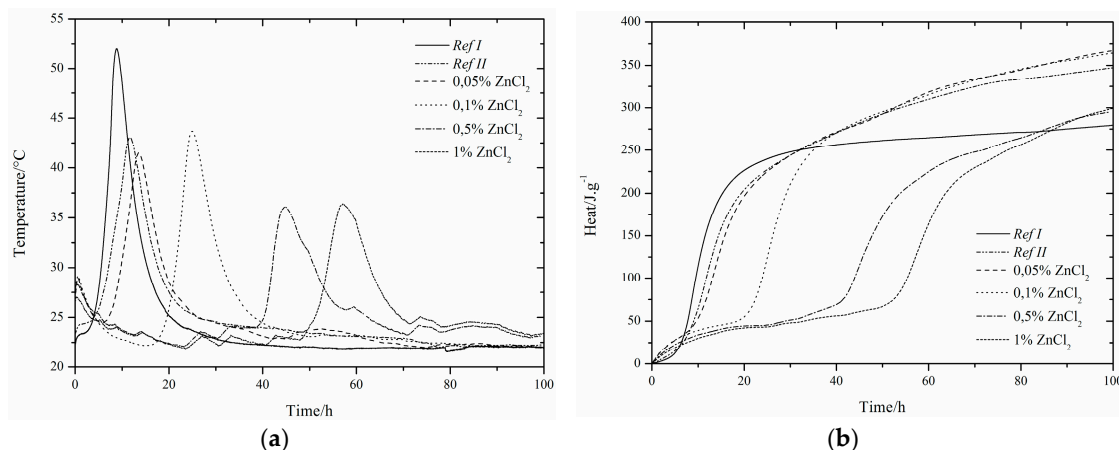 55
50
45
40
35
30
25
20
Temperature/°C
Ref I
Ref II
0,05% ZnCl₂
0,1% ZnCl₂
0,5% ZnCl₂
1% ZnCl₂
0 20 40 60 80 100
Time/h
(a)
400
350
300
250
200
150
100
50
0
Heat/J.g⁻¹
Ref I
Ref II
0,05% ZnCl₂
0,1% ZnCl₂
0,5% ZnCl₂
1% ZnCl₂
0 20 40 60 80 100
Time/h
(b)